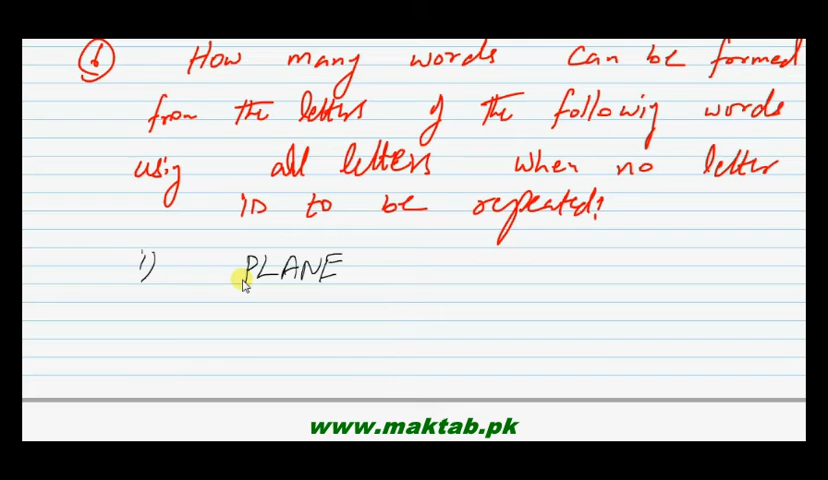 6 How many words can be formed
from the letters of the following words
using all letters when no letter
is to be repeated?
i) PLANE
www.maktab.pk